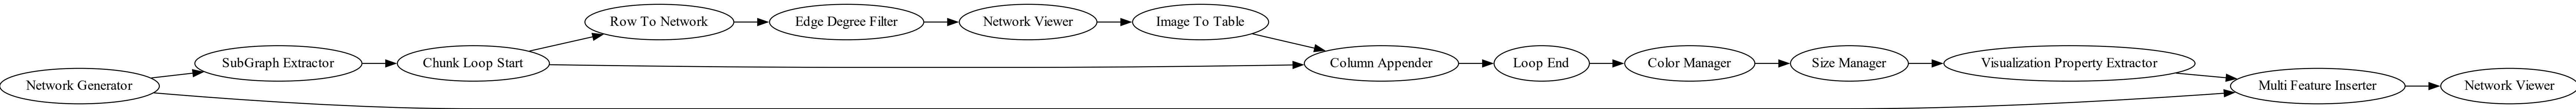 Row To Network
Edge Degree Filter
Network Viewer
Image To Table
SubGraph Extractor
Chunk Loop Start
Column Appender
Loop End
Color Manager
Size Manager
Visualization Property Extractor
Network Generator
Multi Feature Inserter
Network Viewer